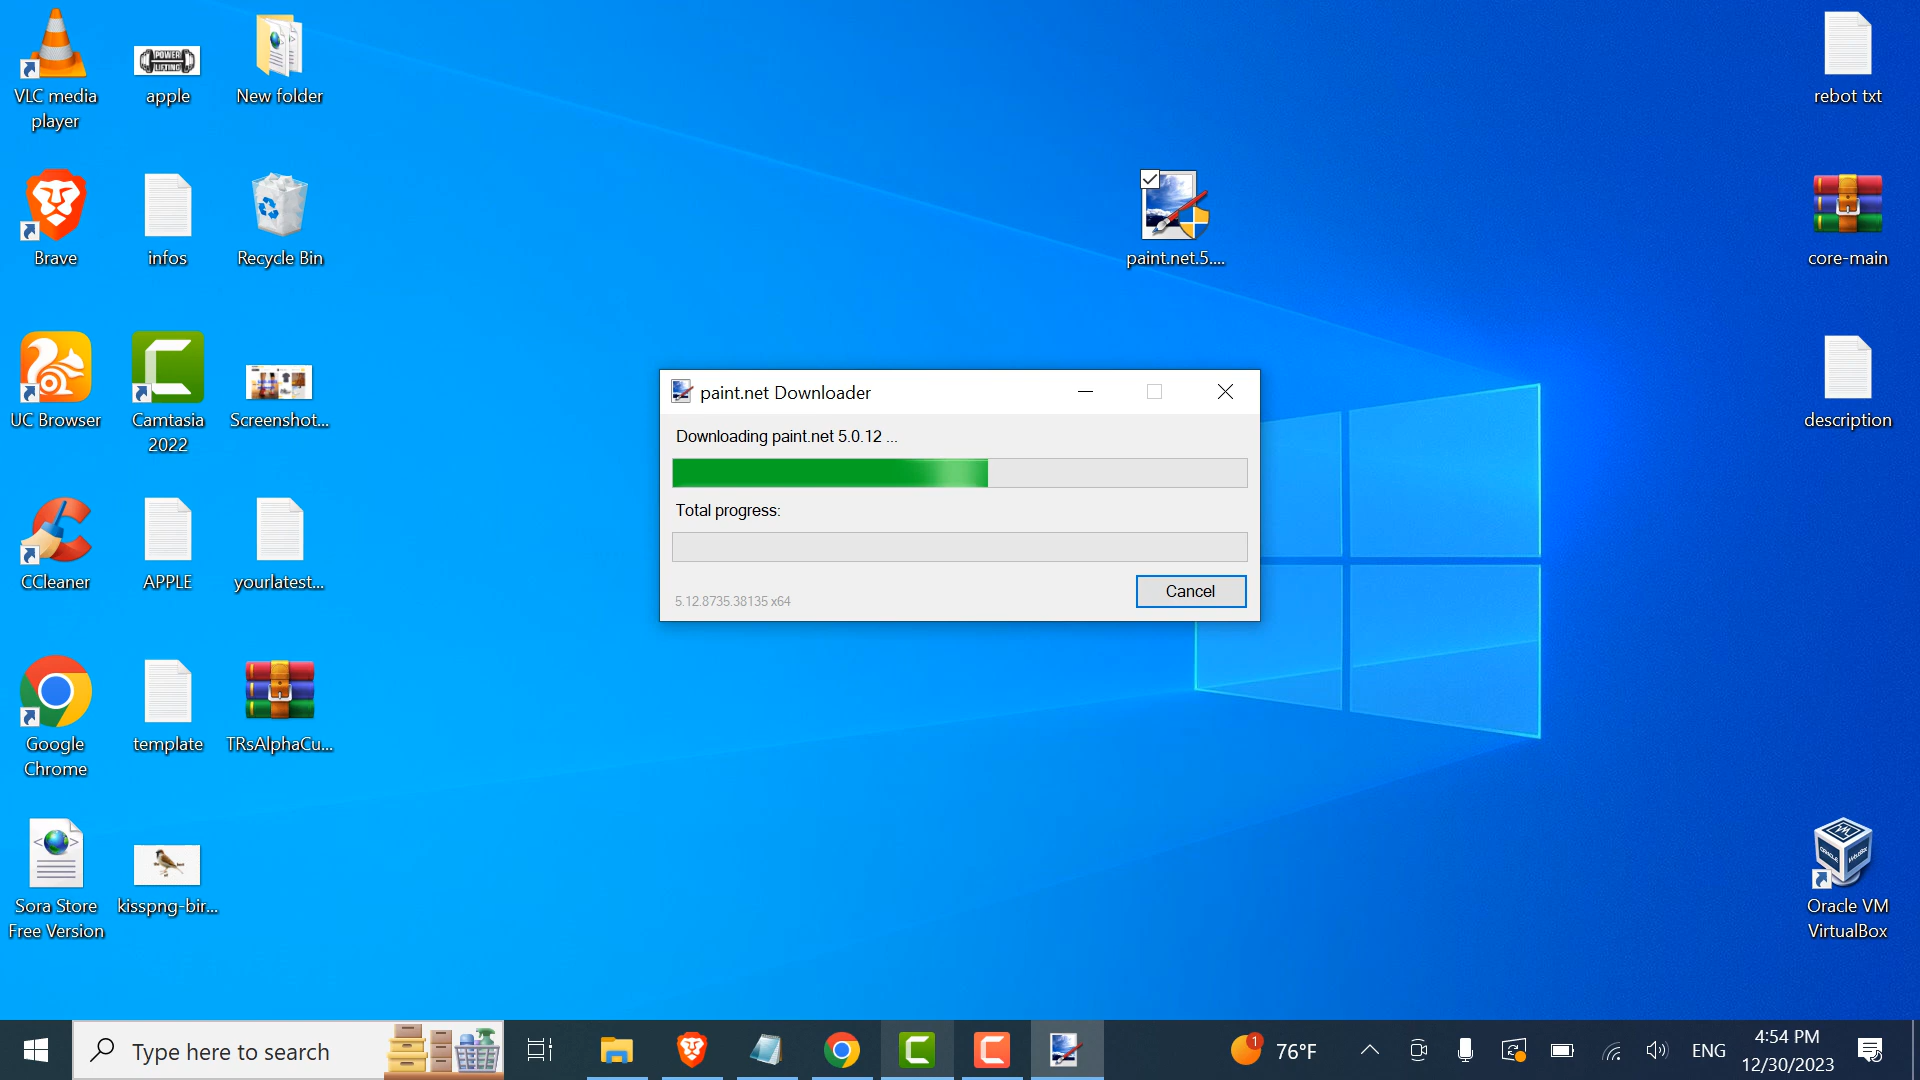 VLC media
player
apple
New folder
rebot txt
Brave
infos
Recycle Bin
paint.net.5....
core-main
UC Browser
Camtasia
2022
Screenshot...
description
paint.net Downloader
Downloading paint.net 5.0.12 ...
Total progress:
5.12.8735.38135 x64
Cancel
CCleaner
APPLE
yourlatest...
Google
Chrome
template
TRsAlphaCu...
Sora Store
Free Version
kisspng-bir...
Oracle VM
VirtualBox
POWER
LIFTING
Type here to search
1
76°F
ENG
4:54 PM
12/30/2023